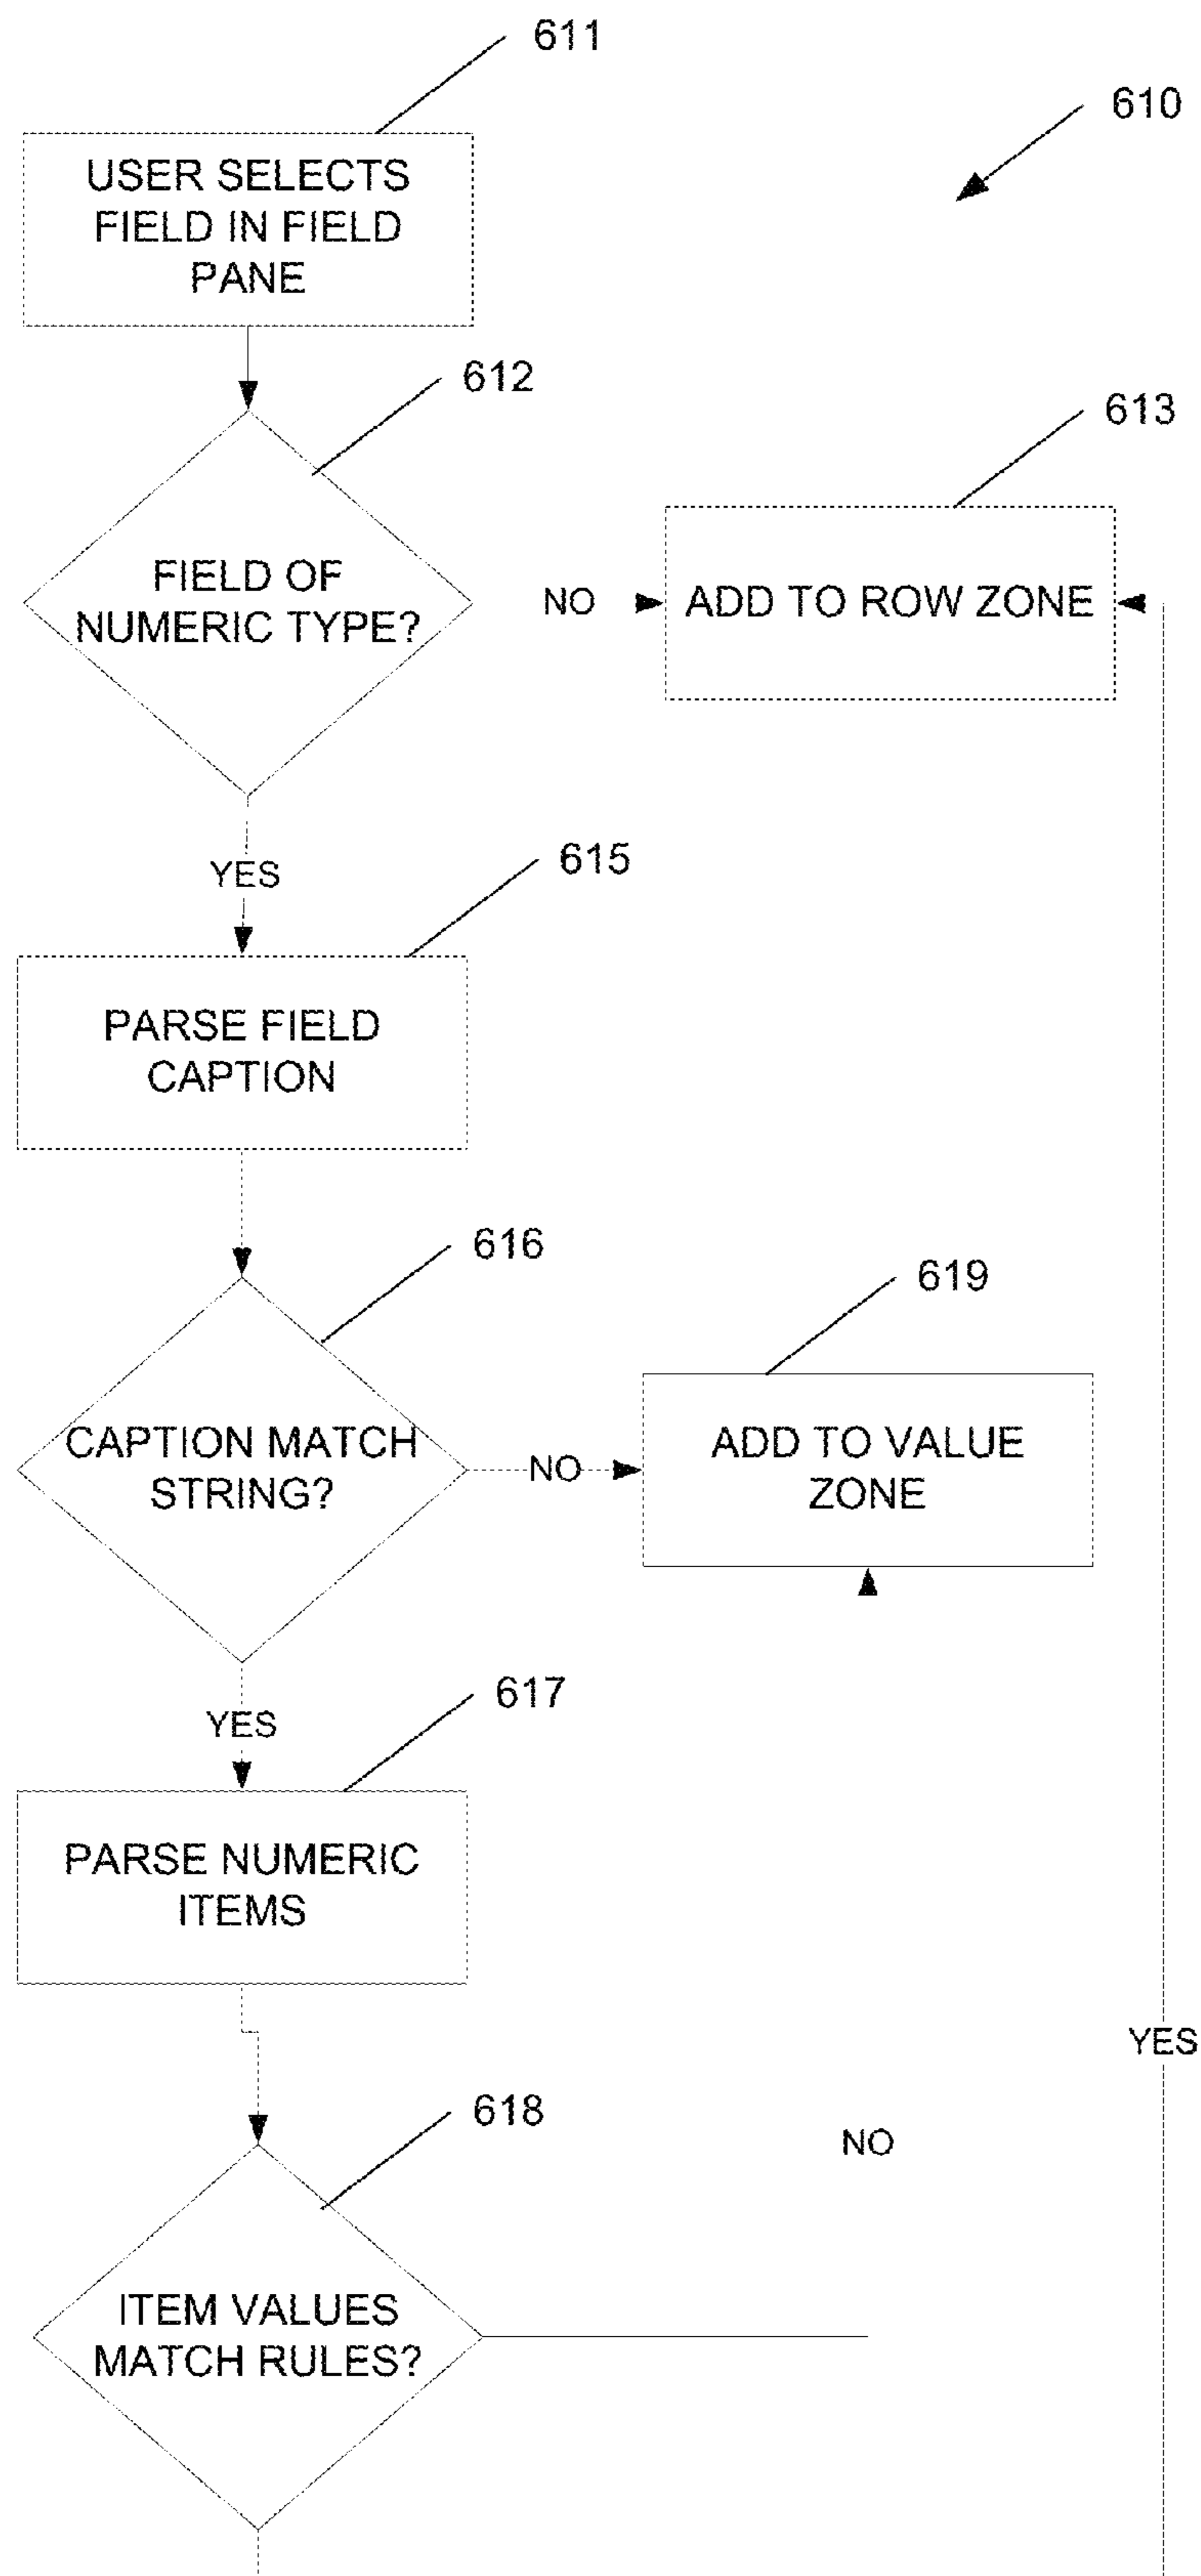 611
610
USER SELECTS
FIELD IN FIELD
PANE
612
613
FIELD OF
NUMERIC TYPE?
NO
ADD TO ROW ZONE
YES
615
PARSE FIELD
CAPTION
616
619
CAPTION MATCH
STRING?
NO
ADD TO VALUE
ZONE
617
YES
PARSE NUMERIC
ITEMS
YES
618
NO
ITEM VALUES
MATCH RULES?